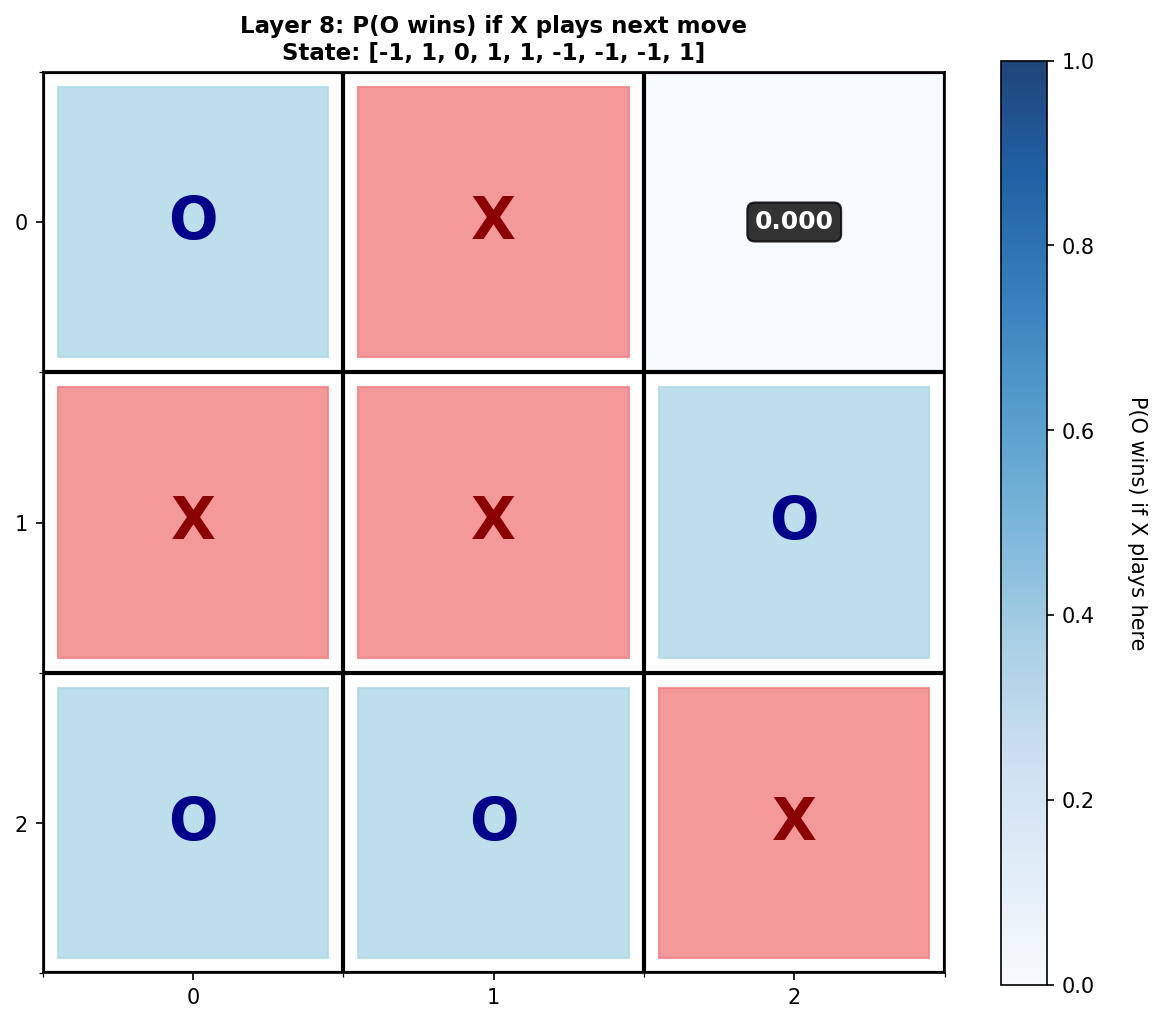 Layer 8: P(O wins) if X plays next move
State: [-1, 1, 0, 1, 1, -1, -1, -1, 1]
1.0
0.8
0.6
0.4
0.2
0.0
P(O wins) if X plays here
0
O
X
0.000
1
X
X
O
2
O
O
X
0
1
2